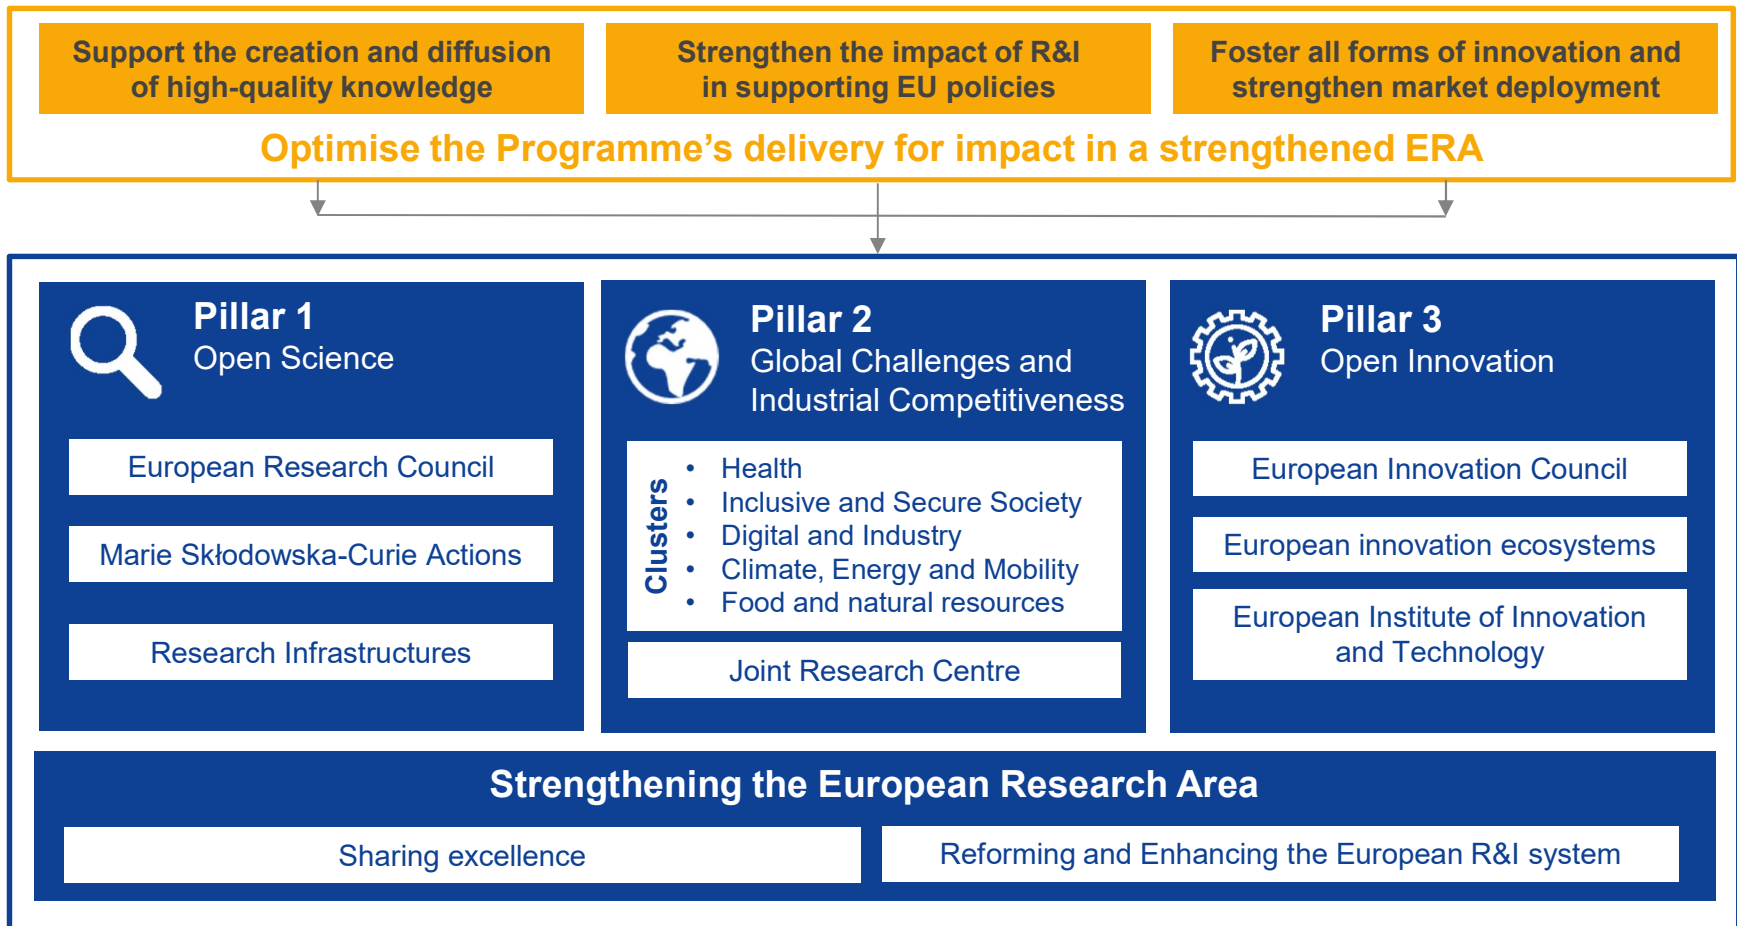 Support the creation and diffusion
of high-quality knowledge
Strengthen the impact of R&I
in supporting EU policies
Foster all forms of innovation and
strengthen market deployment
Optimise the Programme’s delivery for impact in a strengthened ERA
Pillar 1
Open Science
European Research Council
Marie Skłodowska-Curie Actions
Research Infrastructures
Pillar 2
Global Challenges and
Industrial Competitiveness
Clusters
• Health
• Inclusive and Secure Society
• Digital and Industry
• Climate, Energy and Mobility
• Food and natural resources
Joint Research Centre
Pillar 3
Open Innovation
European Innovation Council
European innovation ecosystems
European Institute of Innovation
and Technology
Strengthening the European Research Area
Sharing excellence
Reforming and Enhancing the European R&I system